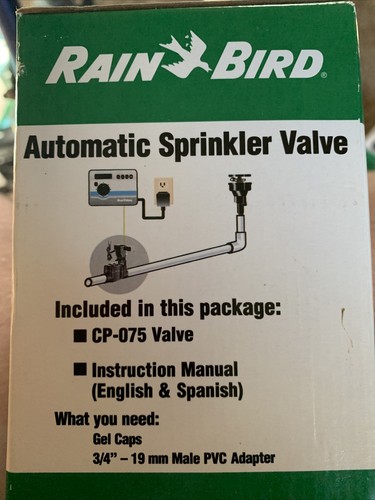 RAIN BIRD®
Automatic Sprinkler Valve
Included in this package:
■ CP-075 Valve
■ Instruction Manual
(English & Spanish)
What you need:
Gel Caps
3/4" – 19 mm Male PVC Adapter